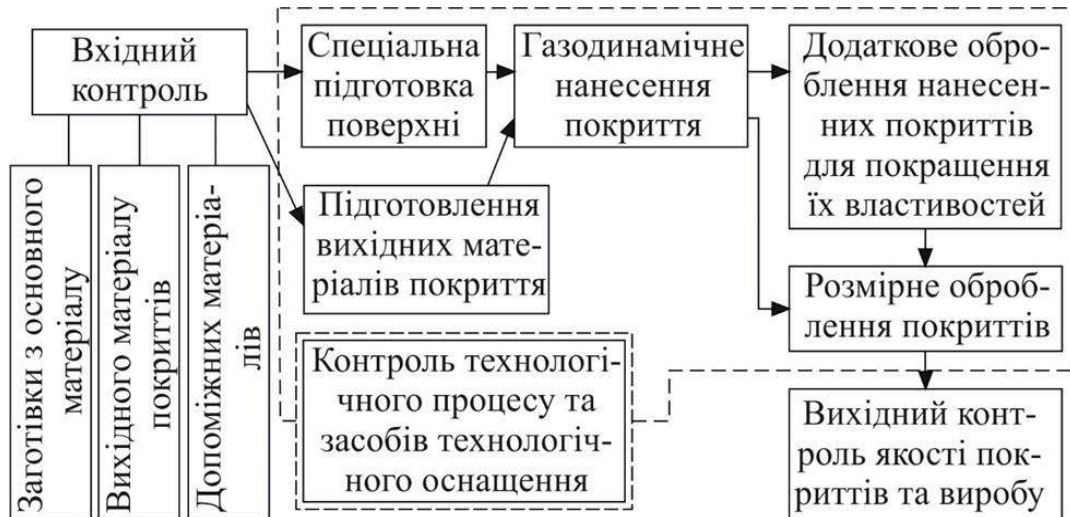 Вхідний
контроль
Спеціальна
підготовка
поверхні
Газодинамічне
нанесення
покриття
Додаткове обро-
блення нанесен-
них покриттів
для покращення
їх властивостей
Заготівки з основного
матеріалу
Вихідного матеріалу
покриттів
Допоміжних матеріа-
лів
Підготовлення
вихідних мате-
ріалів покриття
Розмірне оброб-
лення покриттів
Контроль технологі-
чного процесу та
засобів технологіч-
ного оснащення
Вихідний конт-
роль якості пок-
риттів та виробу